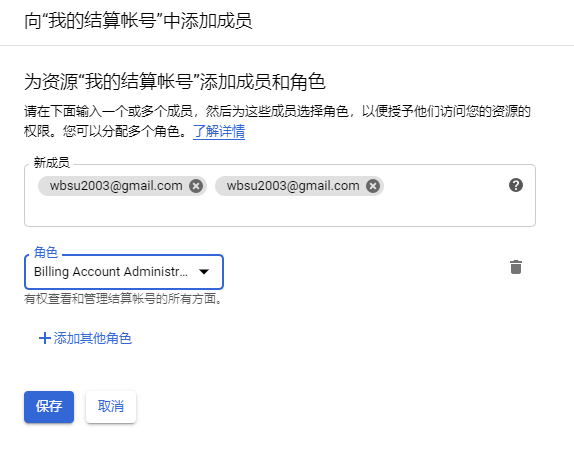 向“我的结算帐号”中添加成员
为资源“我的结算帐号”添加成员和角色
请在下面输入一个或多个成员，然后为这些成员选择角色，以便授予他们访问您的资源的
权限。您可以分配多个角色。了解详情
新成员
wbsu2003@gmail.com wbsu2003@gmail.com
角色
Billing Account Administr...
有权查看和管理结算帐号的所有方面。
添加其他角色
保存 取消